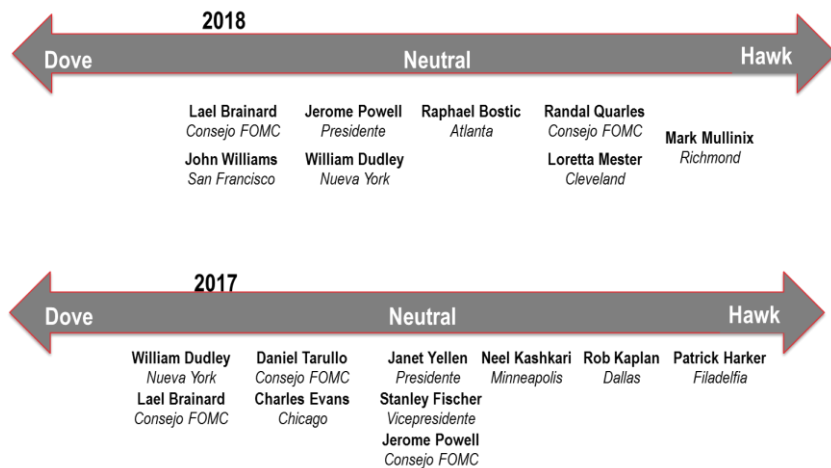 2018
Dove Neutral Hawk
Lael Brainard Jerome Powell Raphael Bostic Randal Quarles
Consejo FOMC Presidente Atlanta Consejo FOMC
Mark Mullinix
Richmond
John Williams William Dudley Loretta Mester
San Francisco Nueva York Cleveland
2017
Dove Neutral Hawk
William Dudley Daniel Tarullo Janet Yellen Neel Kashkari Rob Kaplan Patrick Harker
Nueva York Consejo FOMC Presidente Minneapolis Dallas Filadelfia
Lael Brainard Charles Evans Stanley Fischer
Consejo FOMC Chicago Vicepresidente
Jerome Powell
Consejo FOMC